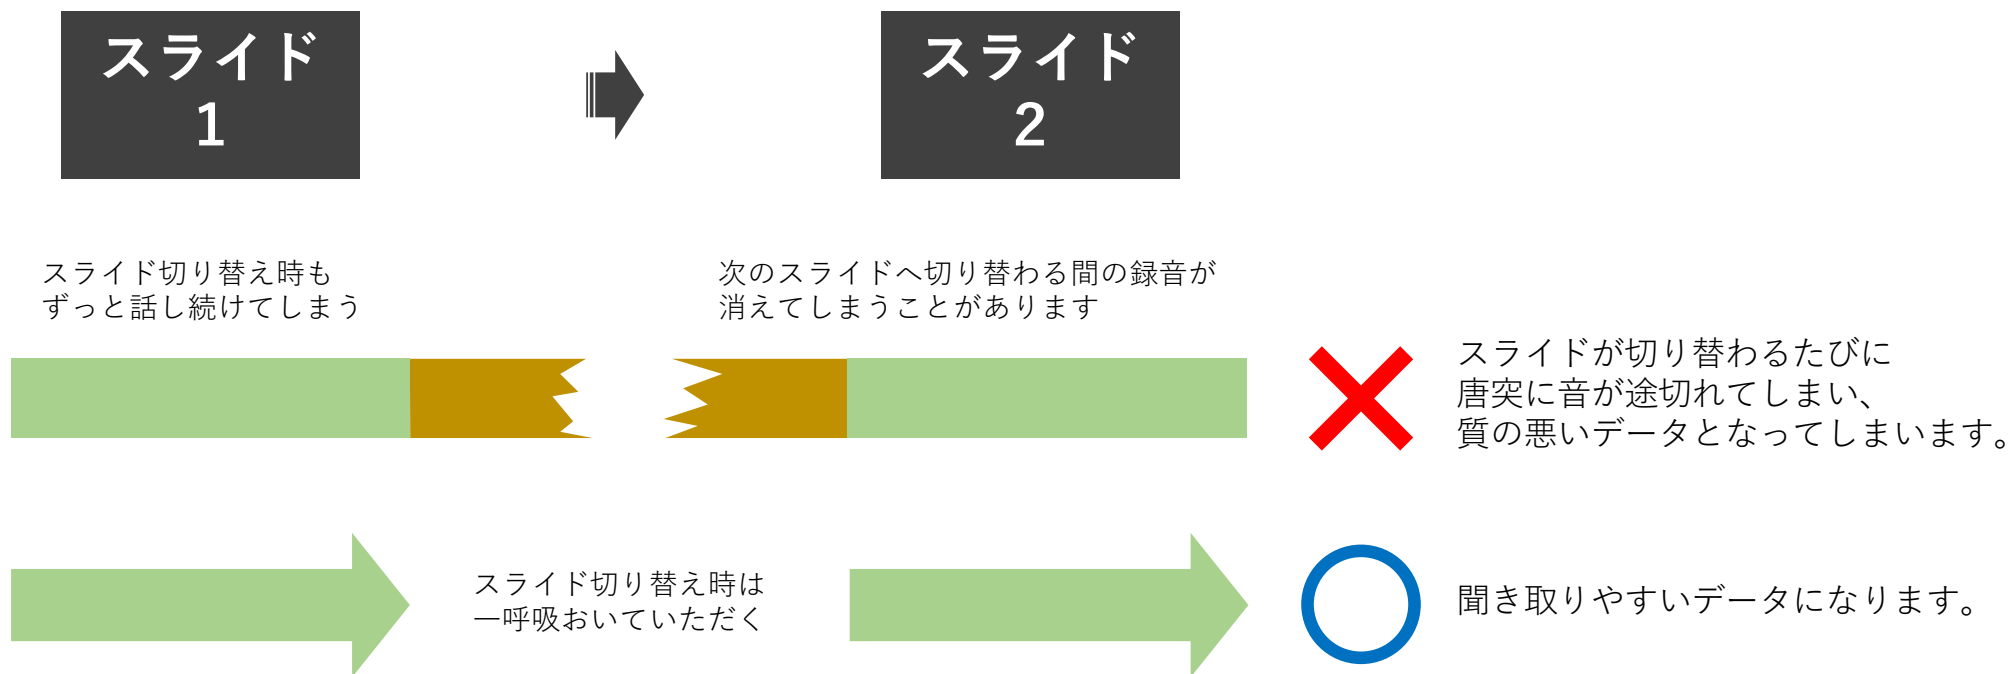 スライド
1
スライド
2
スライド切り替え時も
ずっと話し続けてしまう
次のスライドへ切り替わる間の録音が
消えてしまうことがあります
スライドが切り替わるたびに
唐突に音が途切れてしまい、
質の悪いデータとなってしまいます。
スライド切り替え時は
一呼吸おいていただく
聞き取りやすいデータになります。